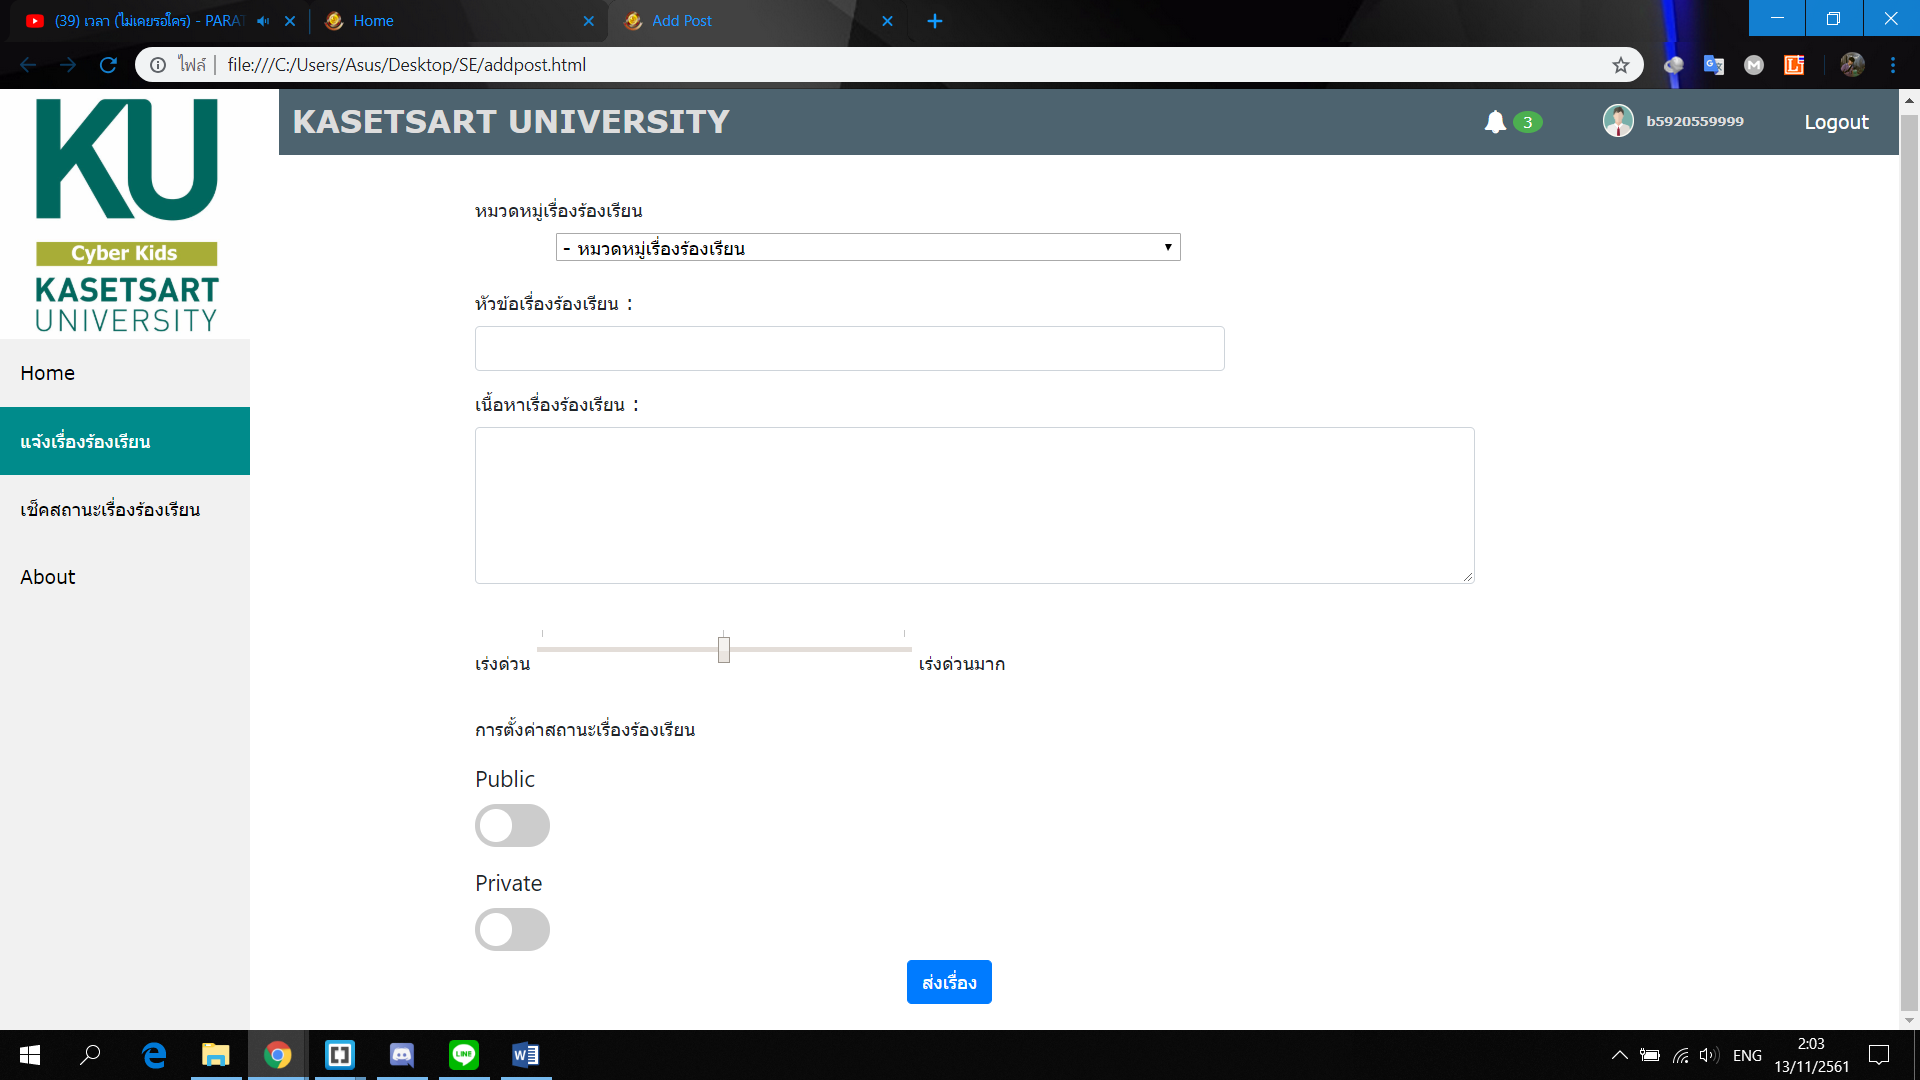 (39) เวลา (ไม่เคยรอใคร) - PARAT
Home
Add Post
ไฟล์ | file:///C:/Users/Asus/Desktop/SE/addpost.html
KU
Cyber Kids
KASETSART
UNIVERSITY
Home
แจ้งเรื่องร้องเรียน
เช็คสถานะเรื่องร้องเรียน
About
KASETSART UNIVERSITY
3
b5920559999
Logout
หมวดหมู่เรื่องร้องเรียน
- หมวดหมู่เรื่องร้องเรียน
หัวข้อเรื่องร้องเรียน :
เนื้อหาเรื่องร้องเรียน :
เร่งด่วน
เร่งด่วนมาก
การตั้งค่าสถานะเรื่องร้องเรียน
Public
Private
ส่งเรื่อง
LINE
ENG
2:03
13/11/2561